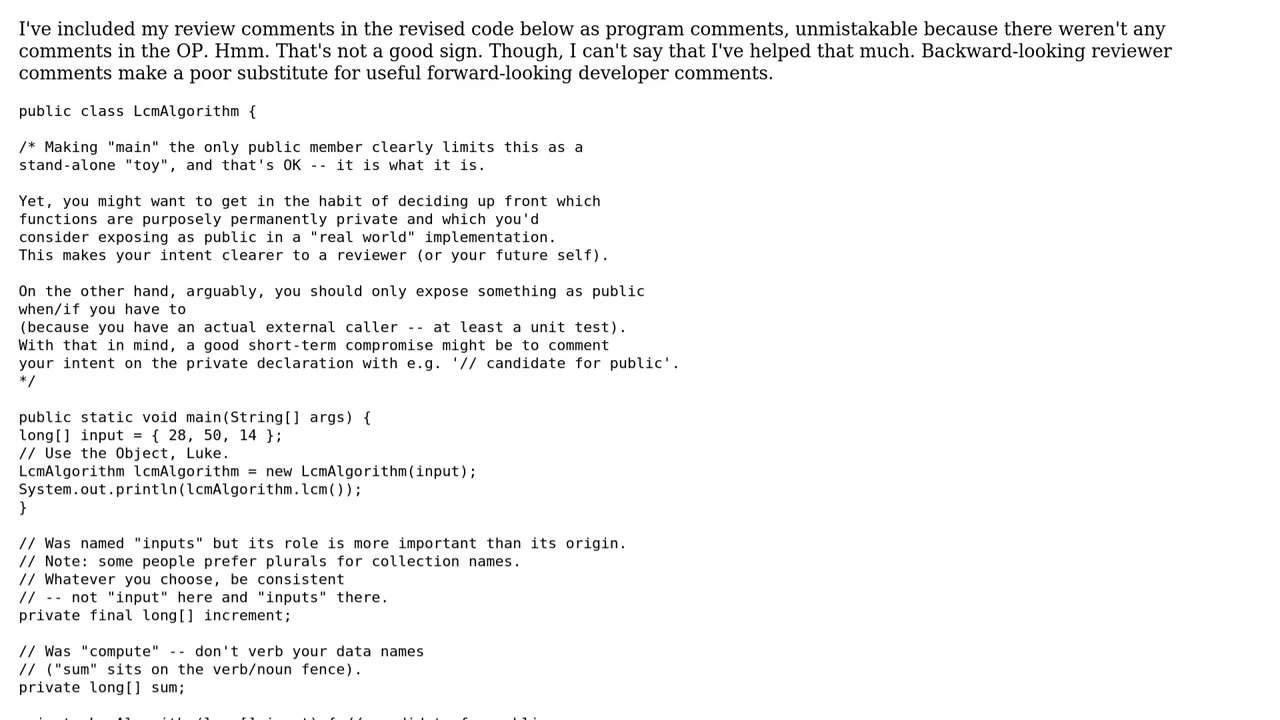 I've included my review comments in the revised code below as program comments, unmistakable because there weren't any
comments in the OP. Hmm. That's not a good sign. Though, I can't say that I've helped that much. Backward-looking reviewer
comments make a poor substitute for useful forward-looking developer comments.
public class LcmAlgorithm {
/* Making "main" the only public member clearly limits this as a
stand-alone "toy", and that's OK -- it is what it is.
Yet, you might want to get in the habit of deciding up front which
functions are purposely permanently private and which you'd
consider exposing as public in a "real world" implementation.
This makes your intent clearer to a reviewer (or your future self).
On the other hand, arguably, you should only expose something as public
when/if you have to
(because you have an actual external caller -- at least a unit test).
With that in mind, a good short-term compromise might be to comment
your intent on the private declaration with e.g. '// candidate for public'.
*/
public static void main(String[] args) {
long[] input = { 28, 50, 14 };
// Use the Object, Luke.
LcmAlgorithm lcmAlgorithm = new LcmAlgorithm(input);
System.out.println(lcmAlgorithm.lcm());
}
// Was named "inputs" but its role is more important than its origin.
// Note: some people prefer plurals for collection names.
// Whatever you choose, be consistent
// -- not "input" here and "inputs" there.
private final long[] increment;
// Was "compute" -- don't verb your data names
// ("sum" sits on the verb/noun fence).
private long[] sum;